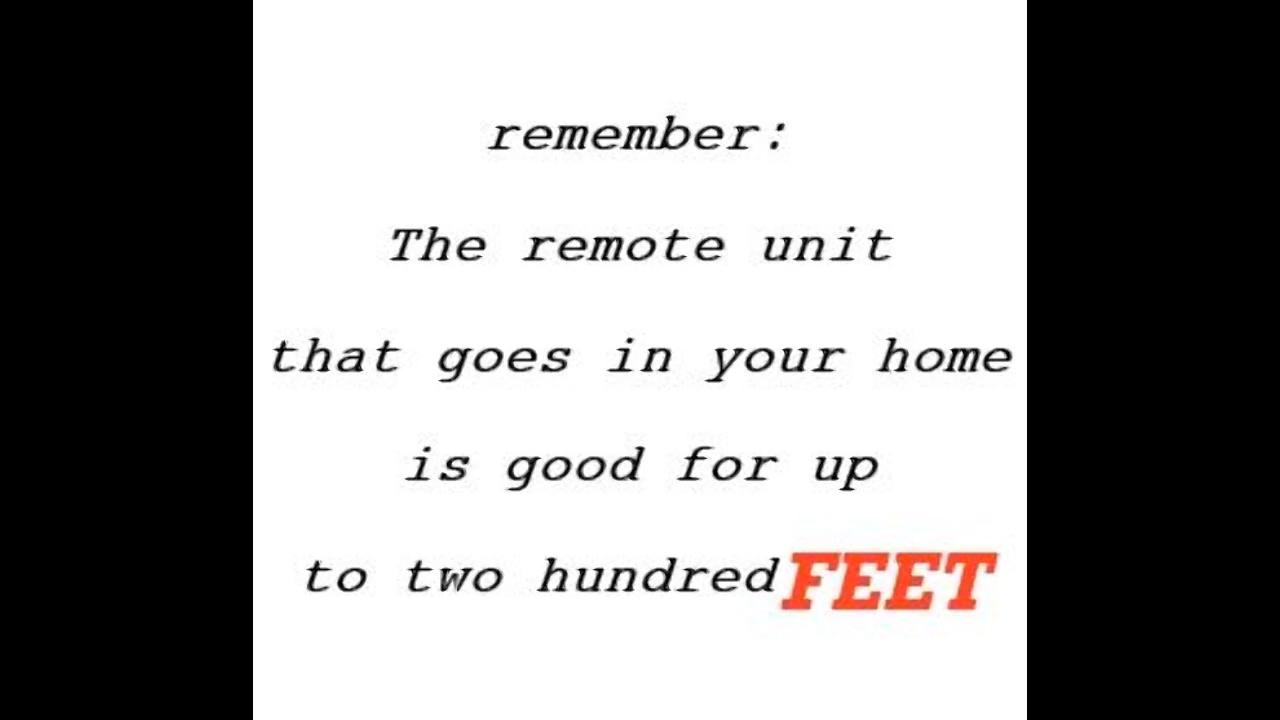 remember:
The remote unit
that goes in your home
is good for up
to two hundred FEET